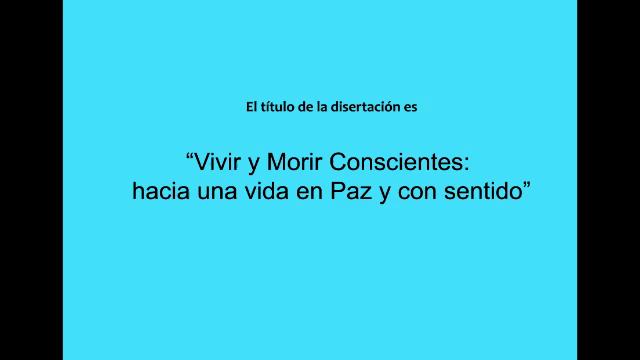 El título de la disertación es
“Vivir y Morir Conscientes:
hacia una vida en Paz y con sentido”